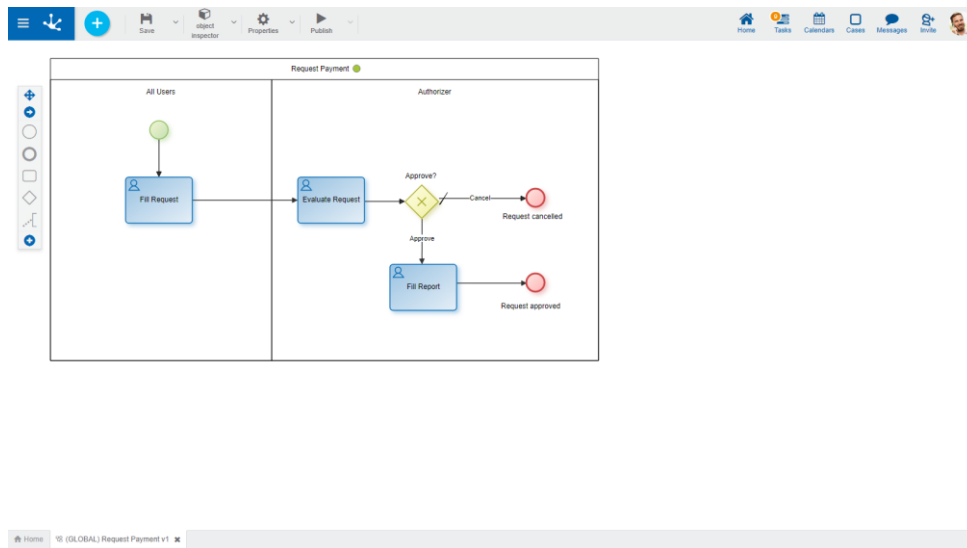 Save
object
inspector
Properties
Publish
Home
6
Tasks
Calendars
Cases
Messages
Invite
Request Payment
All Users
Authorizer
Fill Request
Evaluate Request
Approve?
Cancel
Request cancelled
Approve
Fill Report
Request approved
Home
(GLOBAL) Request Payment v1